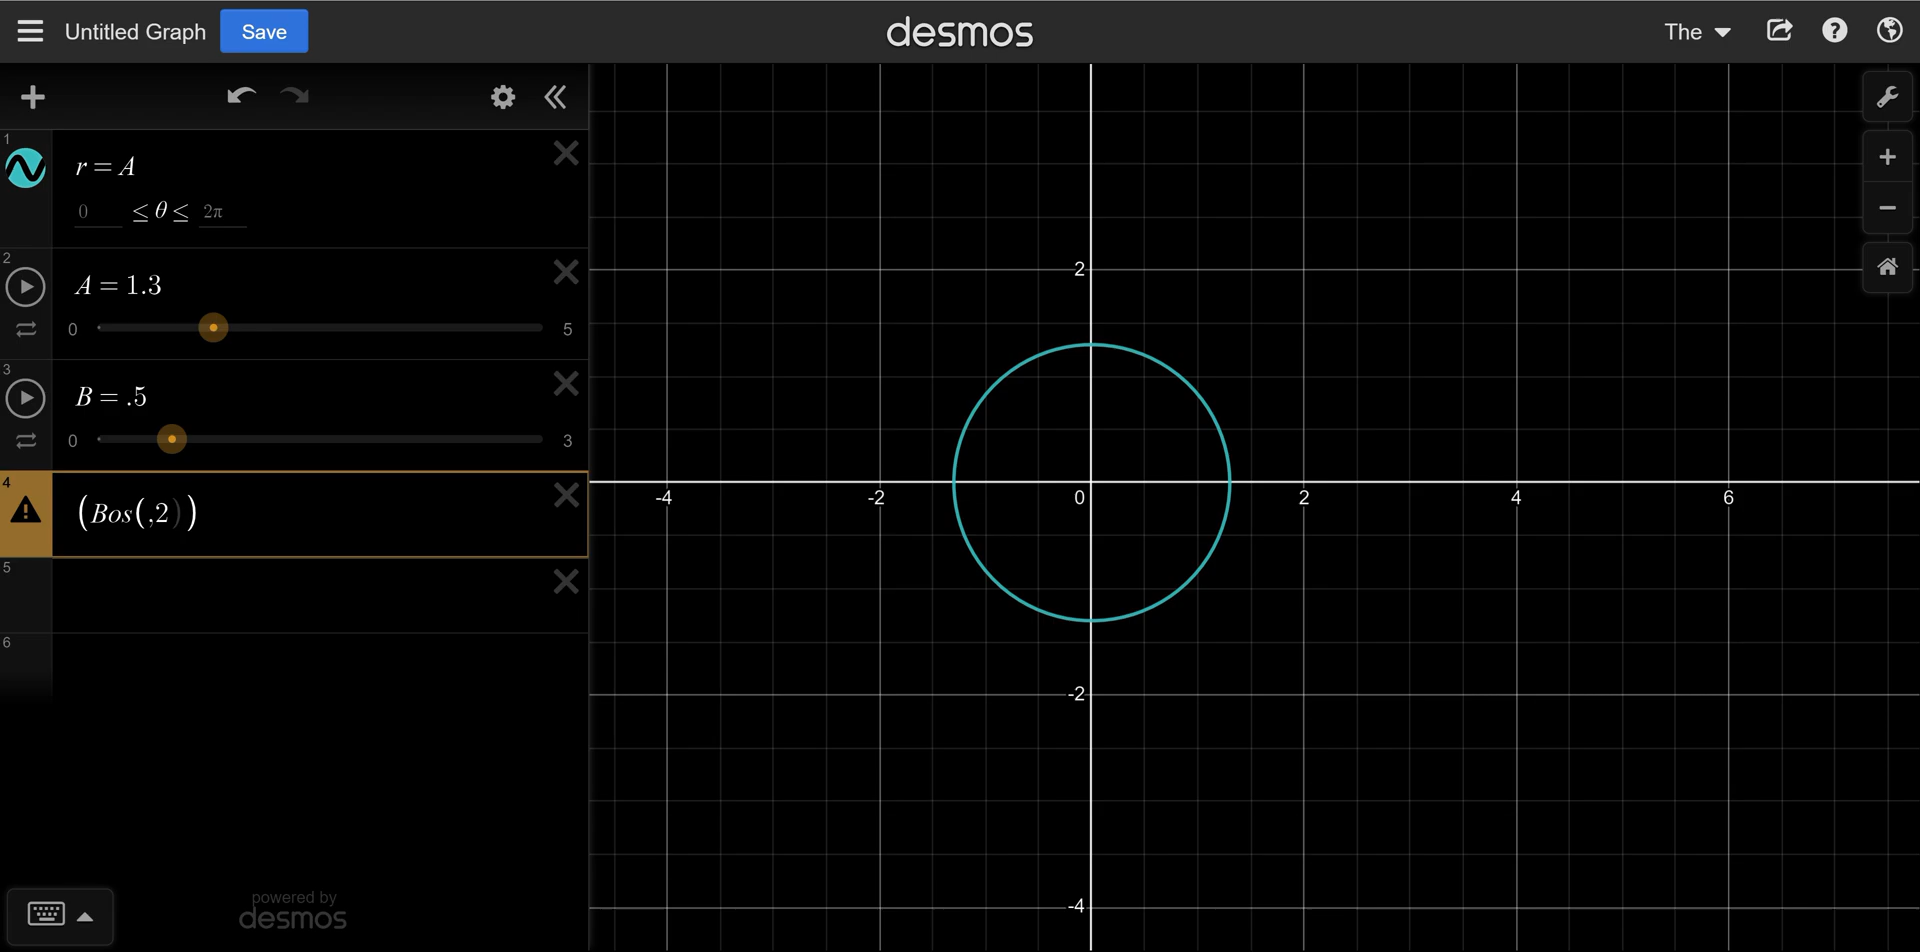 Untitled Graph Save desmos The
1
r = A
0 ≤ θ ≤ 2π
2
A = 1.3
0 5
3
B = .5
0 3
4
(Bos(,2))
5
6
powered by
desmos
2
-4 -2 0 2 4 6
-2
-4